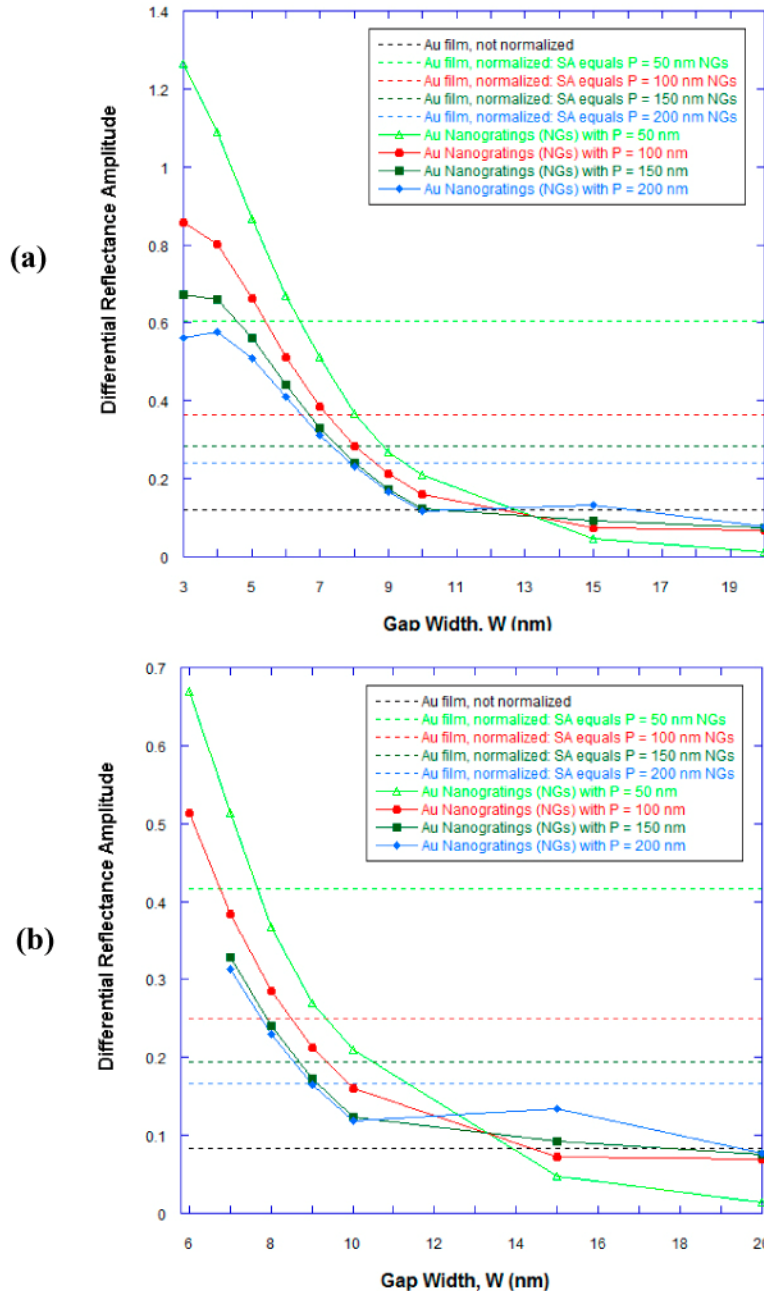 1.4
Au film, not normalized
Au film, normalized: SA equals P = 50 nm NGs
Au film, normalized: SA equals P = 100 nm NGs
Au film, normalized: SA equals P = 150 nm NGs
Au film, normalized: SA equals P = 200 nm NGs
Au Nanogratings (NGs) with P = 50 nm
Au Nanogratings (NGs) with P = 100 nm
Au Nanogratings (NGs) with P = 150 nm
Au Nanogratings (NGs) with P = 200 nm
1.2
1
0.8
0.6
0.4
0.2
0
Differential Reflectance Amplitude
(a)
3 5 7 9 11 13 15 17 19
Gap Width, W (nm)
0.7
Au film, not normalized
Au film, normalized: SA equals P = 50 nm NGs
Au film, normalized: SA equals P = 100 nm NGs
Au film, normalized: SA equals P = 150 nm NGs
Au film, normalized: SA equals P = 200 nm NGs
Au Nanogratings (NGs) with P = 50 nm
Au Nanogratings (NGs) with P = 100 nm
Au Nanogratings (NGs) with P = 150 nm
Au Nanogratings (NGs) with P = 200 nm
0.6
0.5
0.4
0.3
0.2
0.1
0
Differential Reflectance Amplitude
(b)
6 8 10 12 14 16 18 20
Gap Width, W (nm)